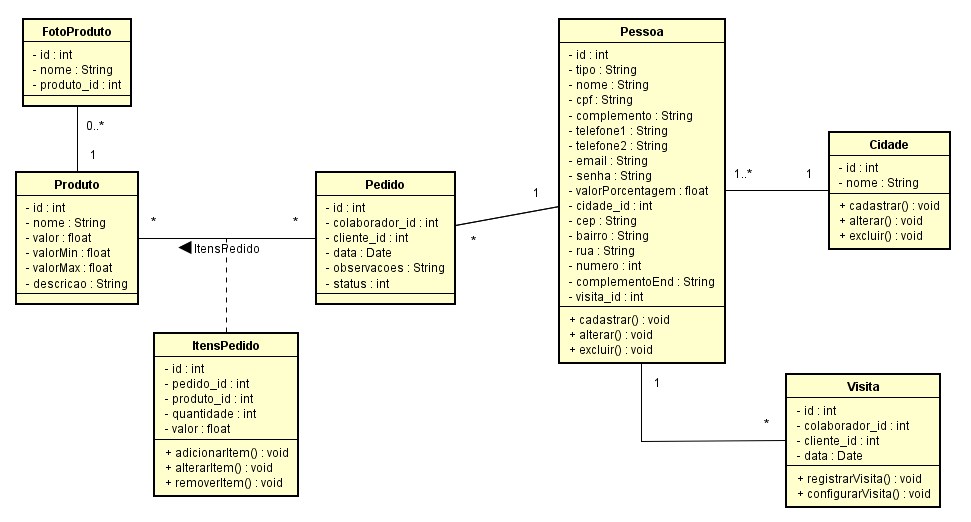 FotoProduto
- id : int
- nome : String
- produto_id : int
0..*
1
Produto
- id : int
- nome : String
- valor : float
- valorMin : float
- valorMax : float
- descricao : String
*
*
ItensPedido
Pedido
- id : int
- colaborador_id : int
- cliente_id : int
- data : Date
- observacoes : String
- status : int
*
1
ItensPedido
- id : int
- pedido_id : int
- produto_id : int
- quantidade : int
- valor : float
+ adicionarItem() : void
+ alterarItem() : void
+ removerItem() : void
Pessoa
- id : int
- tipo : String
- nome : String
- cpf : String
- complemento : String
- telefone1 : String
- telefone2 : String
- email : String
- senha : String
- valorPorcentagem : float
- cidade_id : int
- cep : String
- bairro : String
- rua : String
- numero : int
- complementoEnd : String
- visita_id : int
+ cadastrar() : void
+ alterar() : void
+ excluir() : void
1..*
1
Cidade
- id : int
- nome : String
+ cadastrar() : void
+ alterar() : void
+ excluir() : void
1
*
Visita
- id : int
- colaborador_id : int
- cliente_id : int
- data : Date
+ registrarVisita() : void
+ configurarVisita() : void